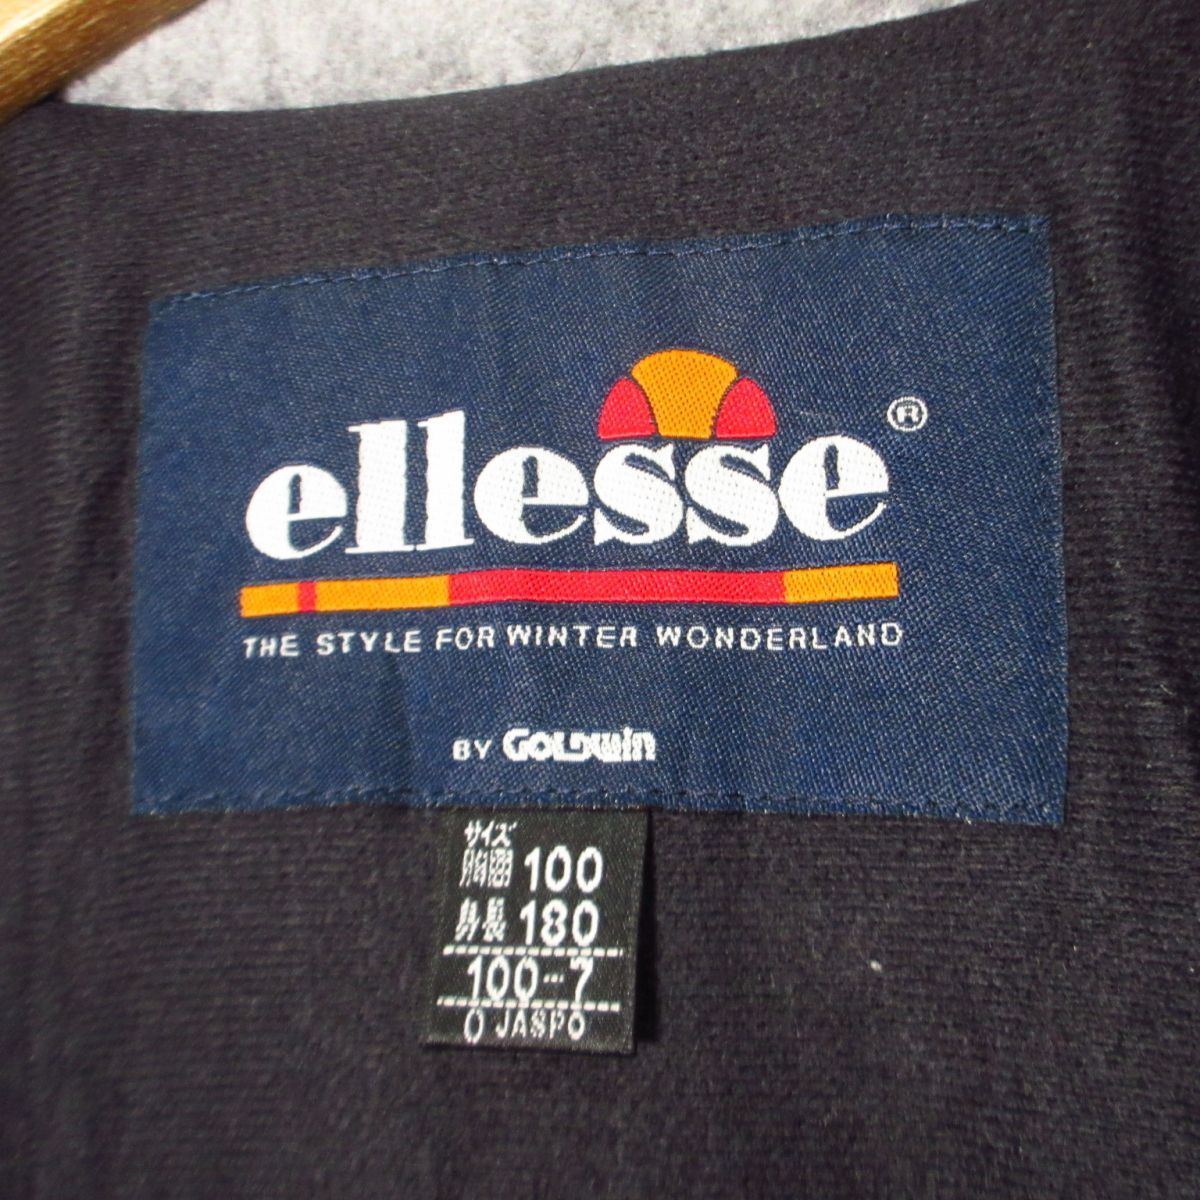 ellesse®
THE STYLE FOR WINTER WONDERLAND
BY GOLDWIN
サイズ
胸囲 100
身長 180
100-7
O JASPO